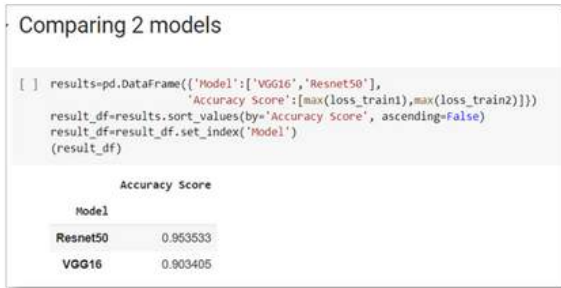 Comparing 2 models
[ ] results=pd.DataFrame({'Model':['VGG16','Resnet50'],
'Accuracy Score':[max(loss_train1),max(loss_train2)]})
result_df=results.sort_values(by='Accuracy Score', ascending=False)
result_df=result_df.set_index('Model')
(result_df)
Accuracy Score
Model
Resnet50 0.953533
VGG16 0.903405